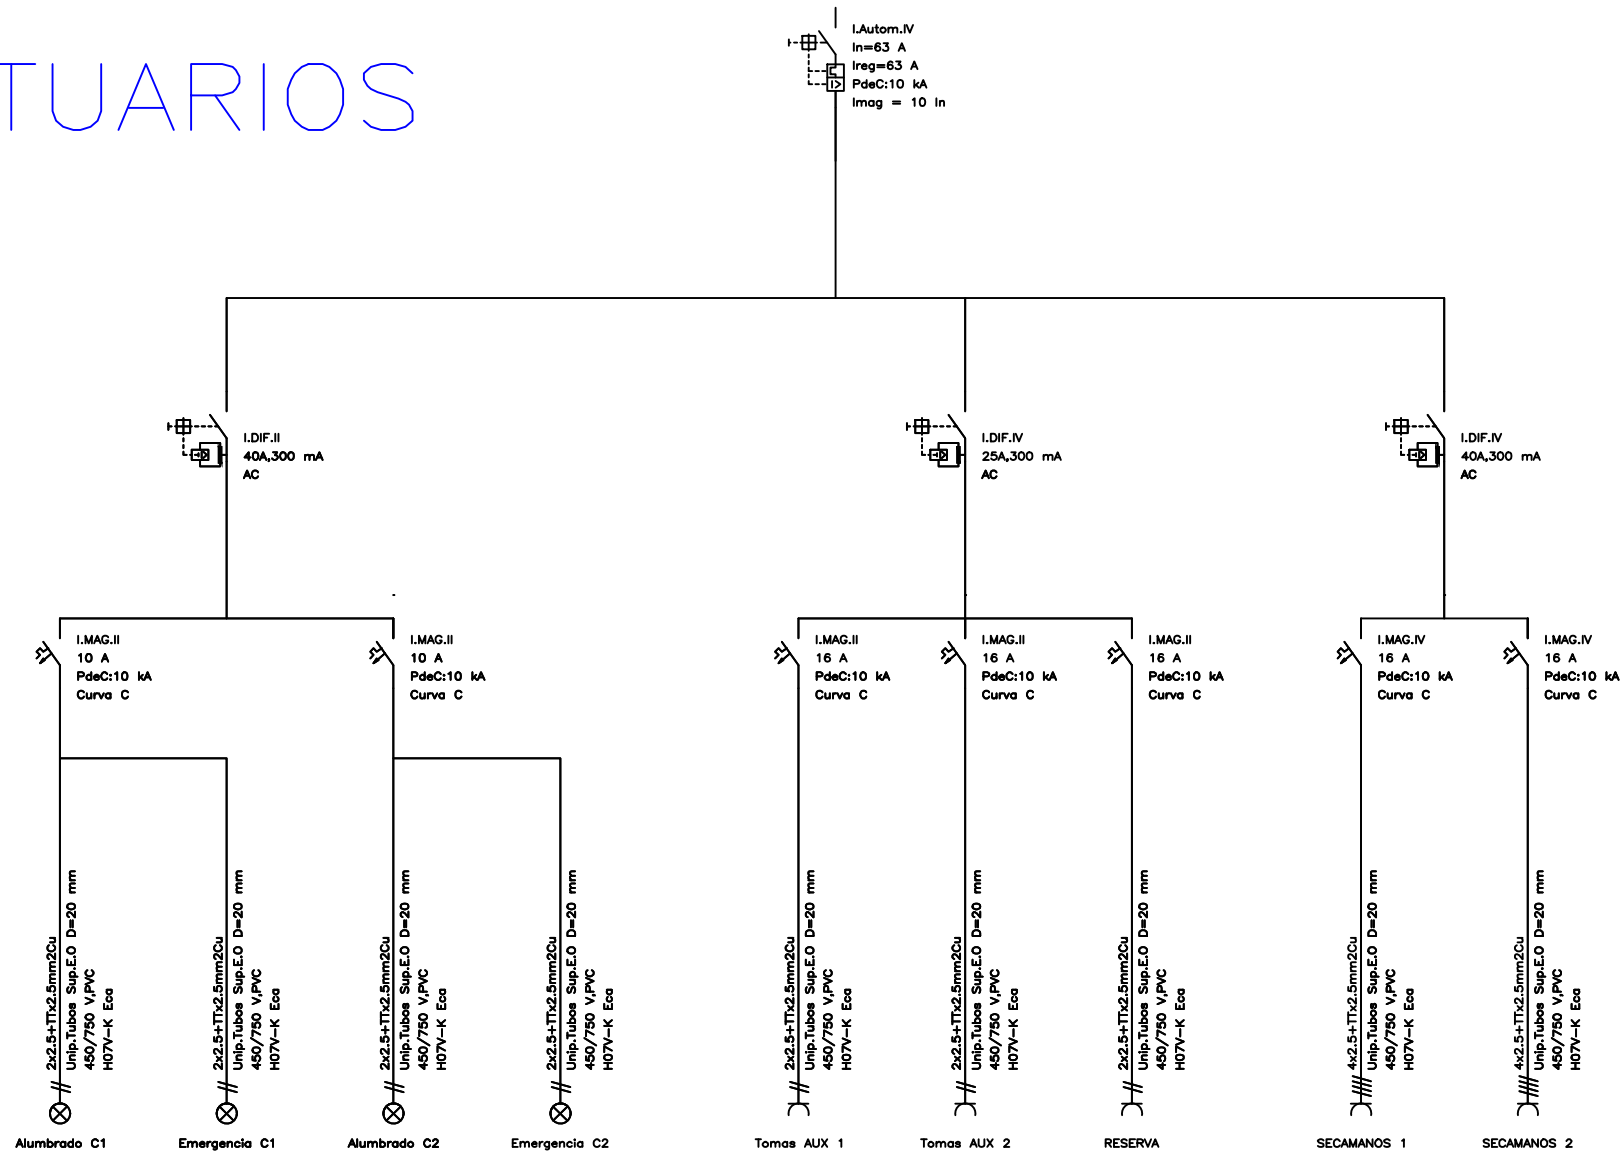 TUARIOS
I.Autom.IV
In=63 A
Ireg=63 A
PdeC:10 kA
Imag = 10 In
I.DIF.II
40A,300 mA
AC
I.DIF.IV
25A,300 mA
AC
I.DIF.IV
40A,300 mA
AC
I.MAG.II
10 A
PdeC:10 kA
Curva C
I.MAG.II
10 A
PdeC:10 kA
Curva C
I.MAG.II
16 A
PdeC:10 kA
Curva C
I.MAG.II
16 A
PdeC:10 kA
Curva C
I.MAG.II
16 A
PdeC:10 kA
Curva C
I.MAG.IV
16 A
PdeC:10 kA
Curva C
I.MAG.IV
16 A
PdeC:10 kA
Curva C
2x2.5+TTx2.5mm2Cu
Unip.Tubos Sup.E.O D=20 mm
450/750 V,PVC
H07V-K Eca
2x2.5+TTx2.5mm2Cu
Unip.Tubos Sup.E.O D=20 mm
450/750 V,PVC
H07V-K Eca
2x2.5+TTx2.5mm2Cu
Unip.Tubos Sup.E.O D=20 mm
450/750 V,PVC
H07V-K Eca
2x2.5+TTx2.5mm2Cu
Unip.Tubos Sup.E.O D=20 mm
450/750 V,PVC
H07V-K Eca
2x2.5+TTx2.5mm2Cu
Unip.Tubos Sup.E.O D=20 mm
450/750 V,PVC
H07V-K Eca
2x2.5+TTx2.5mm2Cu
Unip.Tubos Sup.E.O D=20 mm
450/750 V,PVC
H07V-K Eca
2x2.5+TTx2.5mm2Cu
Unip.Tubos Sup.E.O D=20 mm
450/750 V,PVC
H07V-K Eca
4x2.5+TTx2.5mm2Cu
Unip.Tubos Sup.E.O D=20 mm
450/750 V,PVC
H07V-K Eca
4x2.5+TTx2.5mm2Cu
Unip.Tubos Sup.E.O D=20 mm
450/750 V,PVC
H07V-K Eca
Alumbrado C1
Emergencia C1
Alumbrado C2
Emergencia C2
Tomas AUX 1
Tomas AUX 2
RESERVA
SECAMANOS 1
SECAMANOS 2